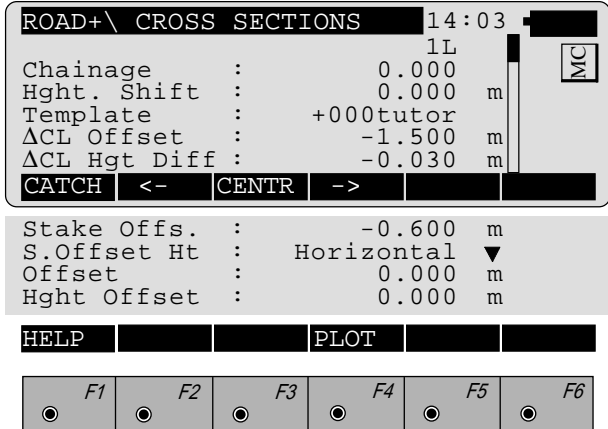 ROAD+\ CROSS SECTIONS 14:03
1L
MC
Chainage : 0.000
Hght. Shift : 0.000 m
Template : +000tutor
ΔCL Offset : -1.500 m
ΔCL Hgt Diff : -0.030 m
CATCH <- CENTR ->
Stake Offs. : -0.600 m
S.Offset Ht : Horizontal ▼
Offset : 0.000 m
Hght Offset : 0.000 m
HELP PLOT
F1 F2 F3 F4 F5 F6